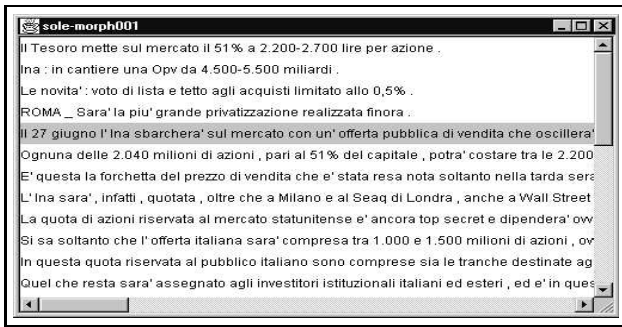 sole-morph001
Il Tesoro mette sul mercato il 51% a 2.200-2.700 lire per azione .
Ina : in cantiere una Opv da 4.500-5.500 miliardi .
Le novita' : voto di lista e tetto agli acquisti limitato allo 0,5% .
ROMA _ Sara' la piu' grande privatizzazione realizzata finora .
Il 27 giugno l' Ina sbarchera' sul mercato con un' offerta pubblica di vendita che oscillera'
Ognuna delle 2.040 milioni di azioni , pari al 51% del capitale , potra' costare tra le 2.200
E' questa la forchetta del prezzo di vendita che e' stata resa nota soltanto nella tarda sera
L' Ina sara' , infatti , quotata , oltre che a Milano e al Seaq di Londra , anche a Wall Street
La quota di azioni riservata al mercato statunitense e' ancora top secret e dipendera' ovv
Si sa soltanto che l' offerta italiana sara' compresa tra 1.000 e 1.500 milioni di azioni , ov
In questa quota riservata al pubblico italiano sono comprese sia le tranche destinate ag
Quel che resta sara' assegnato agli investitori istituzionali italiani ed esteri , ed e' in ques